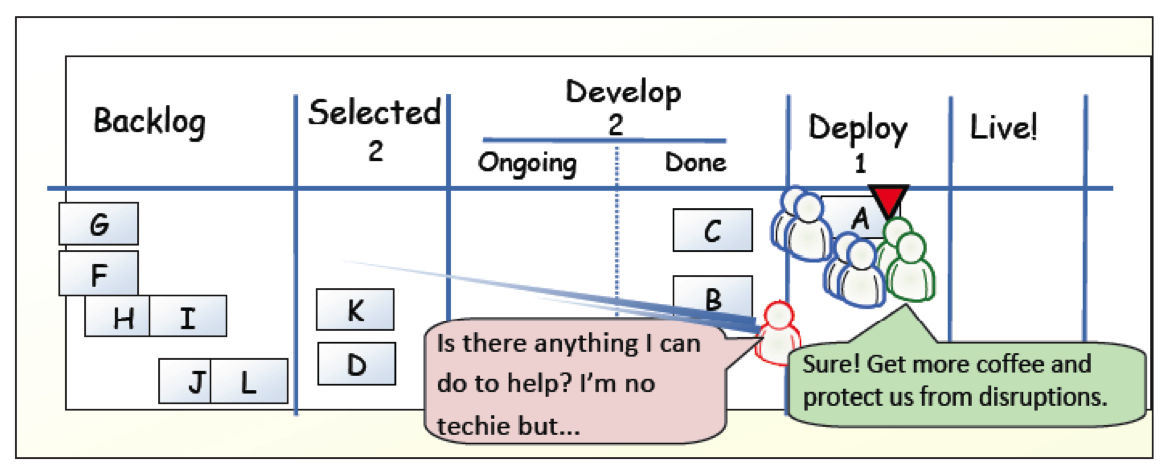 Backlog
Selected
2
Develop
2
Ongoing
Done
Deploy
1
Live!
G
F
H I
J L
K
D
C
B
A
Is there anything I can
do to help? I'm no
techie but...
Sure! Get more coffee and
protect us from disruptions.